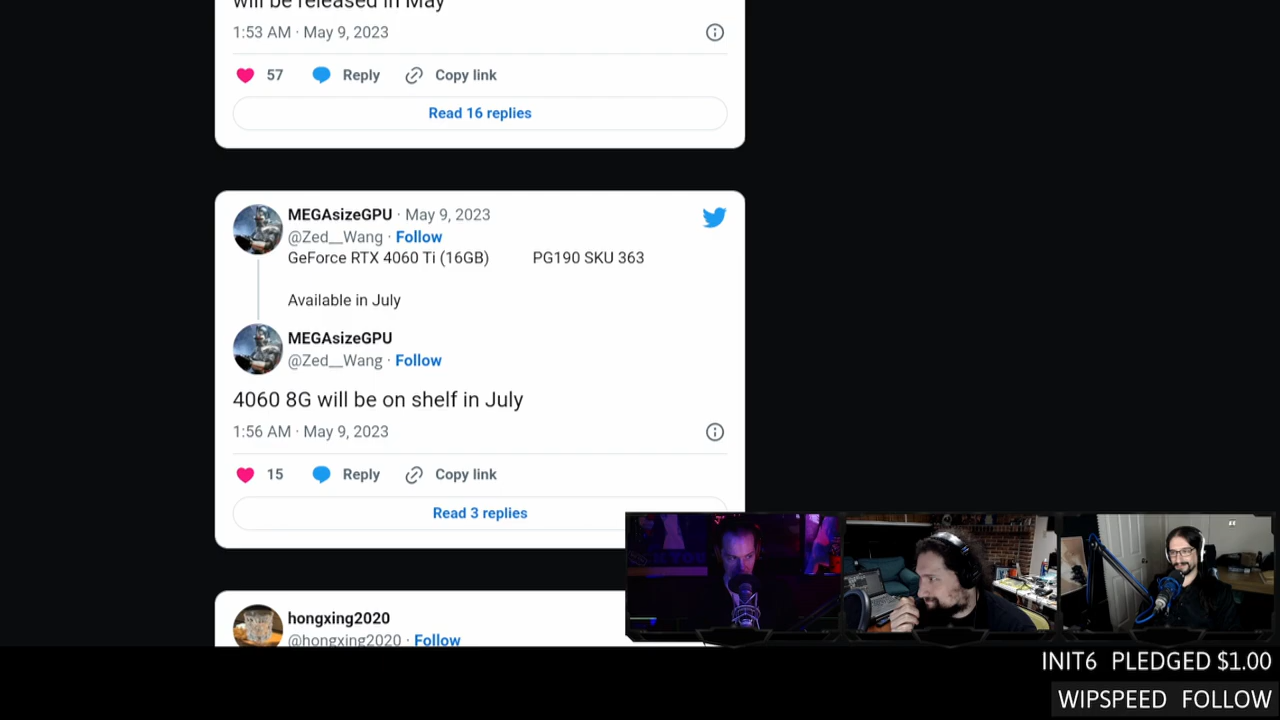 will be released in May
1:53 AM · May 9, 2023
57 Reply Copy link
Read 16 replies
MEGAsizeGPU · May 9, 2023
@Zed__Wang · Follow
GeForce RTX 4060 Ti (16GB) PG190 SKU 363
Available in July
MEGAsizeGPU
@Zed__Wang · Follow
4060 8G will be on shelf in July
1:56 AM · May 9, 2023
15 Reply Copy link
Read 3 replies
hongxing2020
@hongxing2020 · Follow
INIT6 PLEDGED $1.00
WIPSPEED FOLLOW